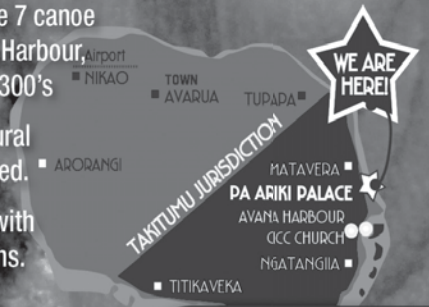 e 7 canoe
Harbour,
300's
ural
ed.
with
ns.
Airport
NIKAO
TOWN
AVARUA
TUPAPA
WE ARE
HERE!
ARORANGI
TAKITUMU JURISDICTION
MATAVERA
PA ARIKI PALACE
AVANA HARBOUR
CICC CHURCH
NGATANGIIA
TITIKAVEKA